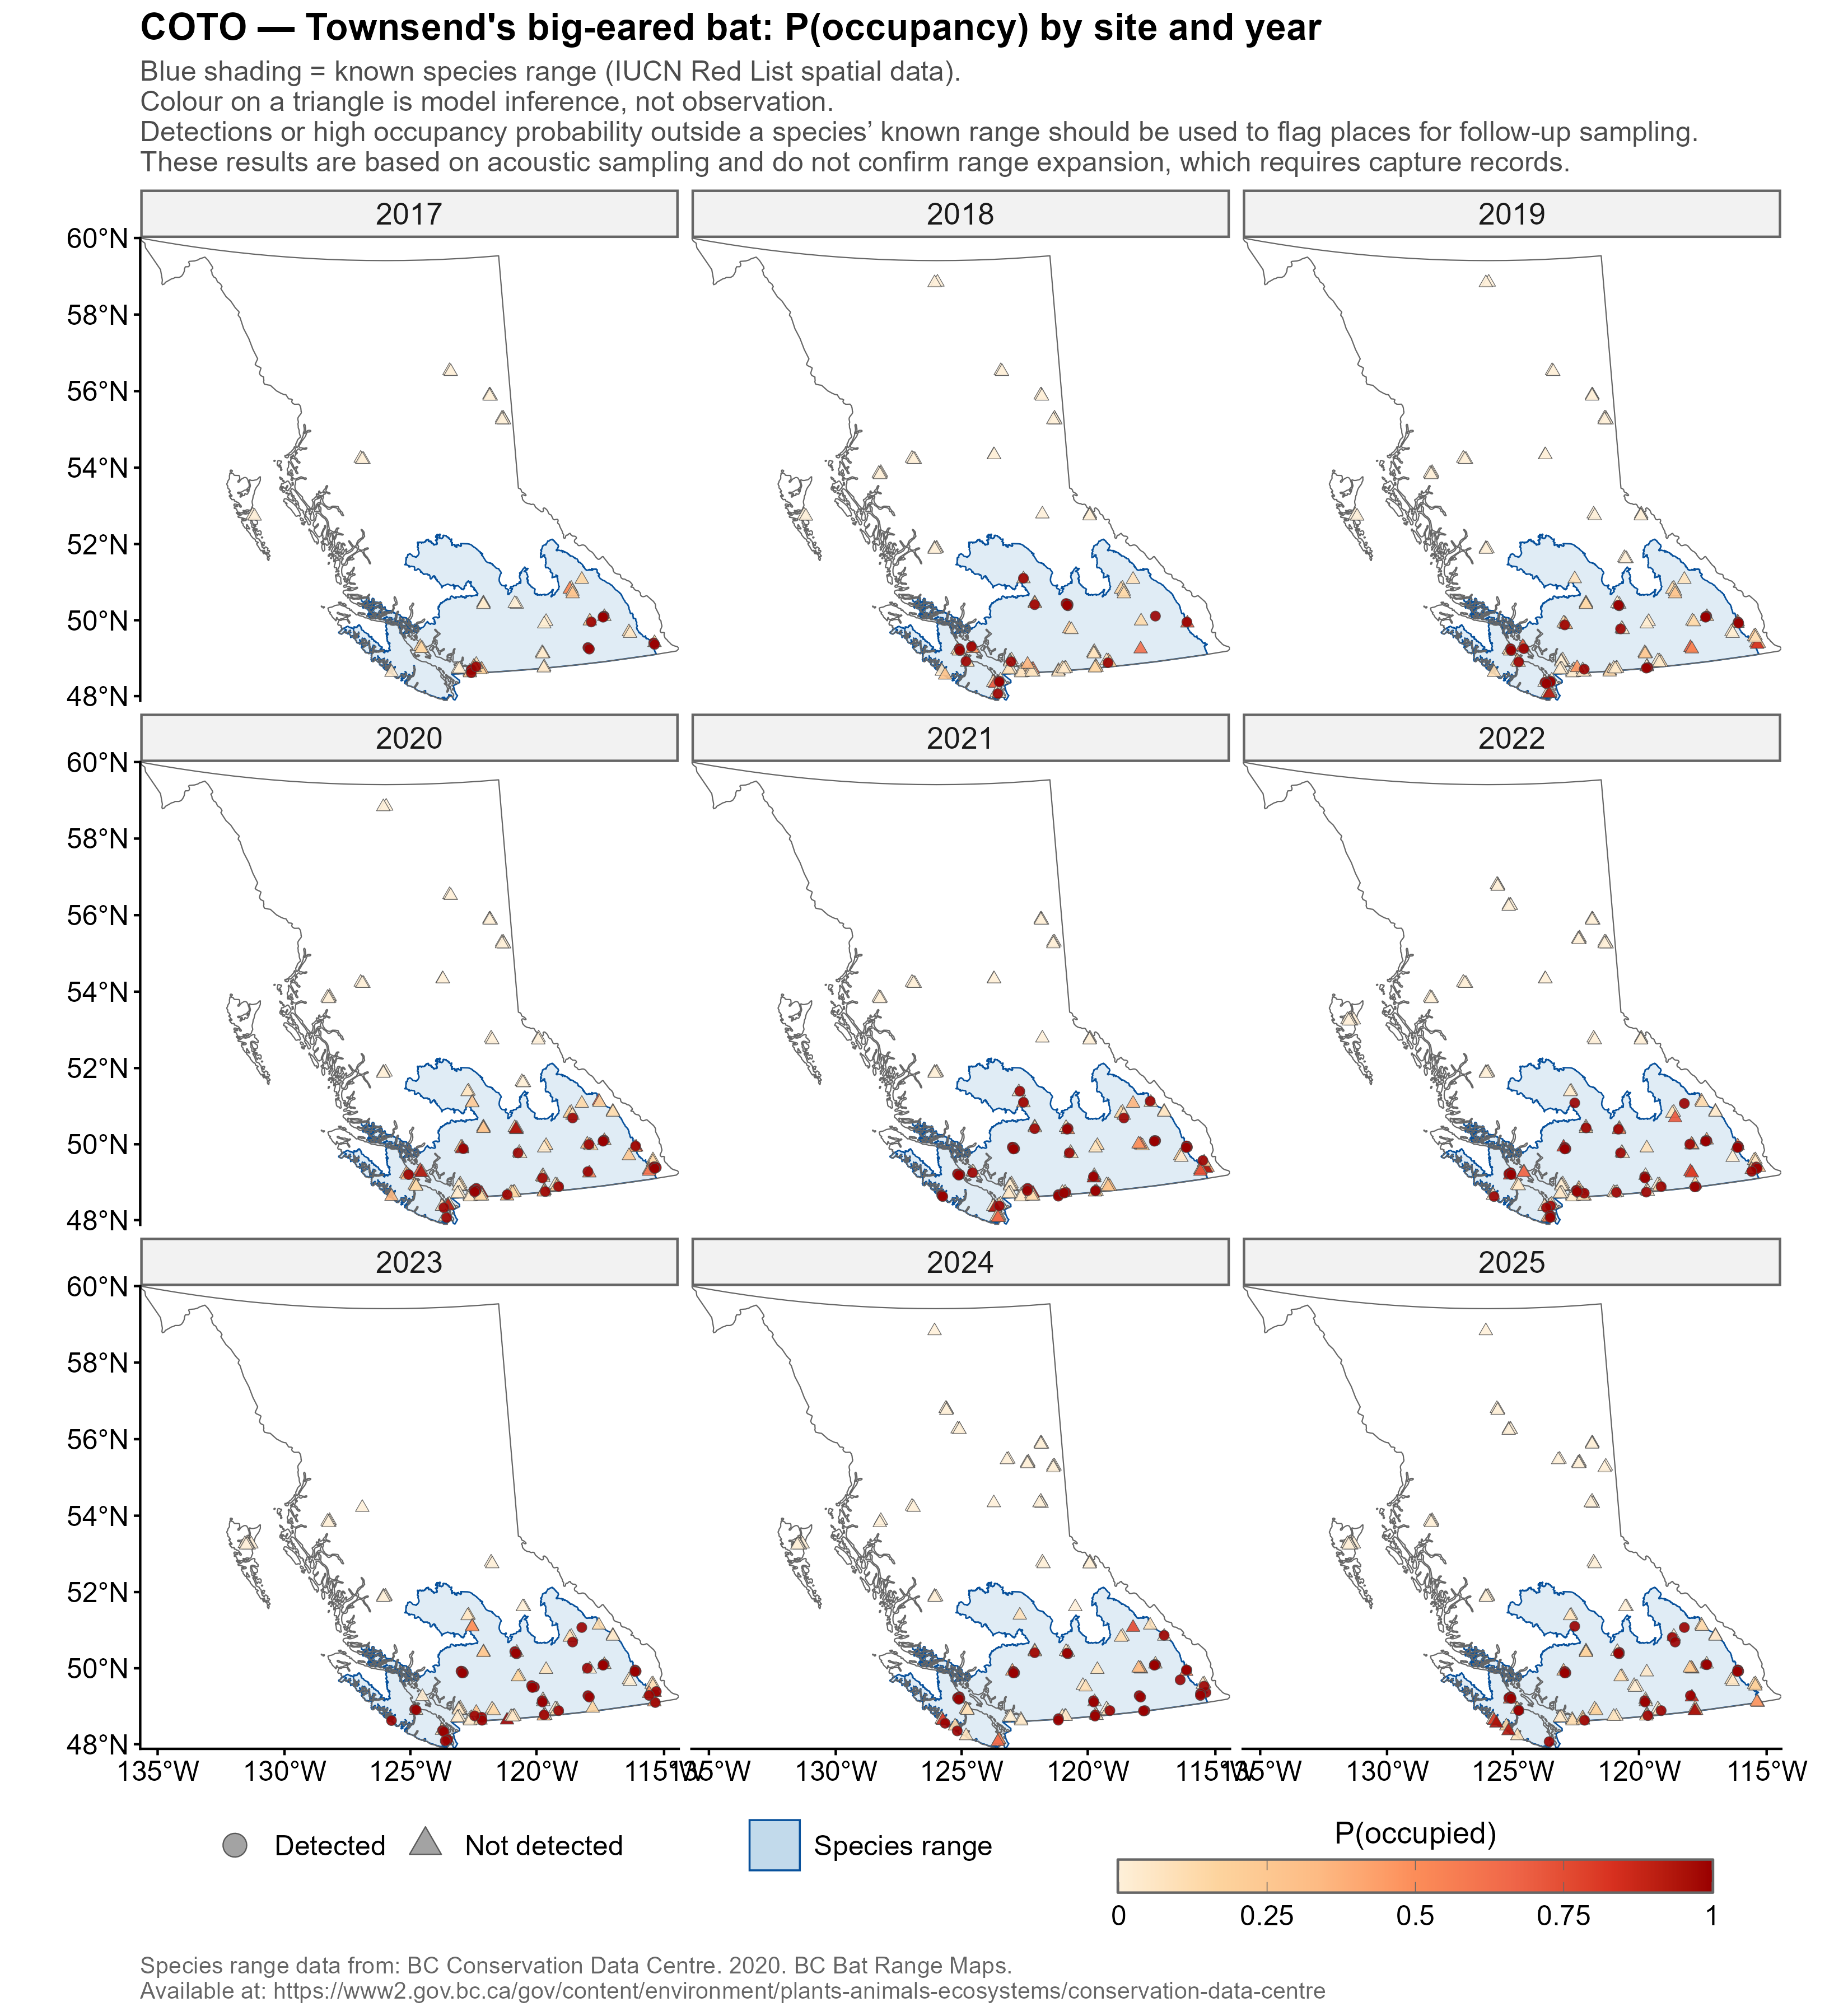 COTO — Townsend's big-eared bat: P(occupancy) by site and year
Blue shading = known species range (IUCN Red List spatial data).
Colour on a triangle is model inference, not observation.
Detections or high occupancy probability outside a species’ known range should be used to flag places for follow-up sampling.
These results are based on acoustic sampling and do not confirm range expansion, which requires capture records.
2017 2018 2019
60°N
58°N
56°N
54°N
52°N
50°N
48°N
2020 2021 2022
60°N
58°N
56°N
54°N
52°N
50°N
48°N
2023 2024 2025
60°N
58°N
56°N
54°N
52°N
50°N
48°N
135°W 130°W 125°W 120°W 115°W 135°W 130°W 125°W 120°W 115°W 135°W 130°W 125°W 120°W 115°W
Detected Not detected Species range
P(occupied)
0 0.25 0.5 0.75 1
Species range data from: BC Conservation Data Centre. 2020. BC Bat Range Maps.
Available at: https://www2.gov.bc.ca/gov/content/environment/plants-animals-ecosystems/conservation-data-centre